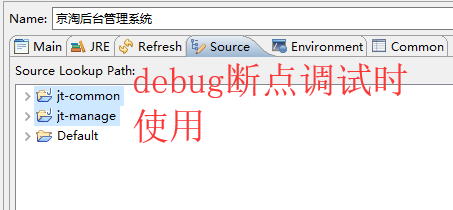 Name: 京淘后台管理系统
Main JRE Refresh Source Environment Common
Source Lookup Path:
jt-common
jt-manage
Default
debug断点调试时
使用